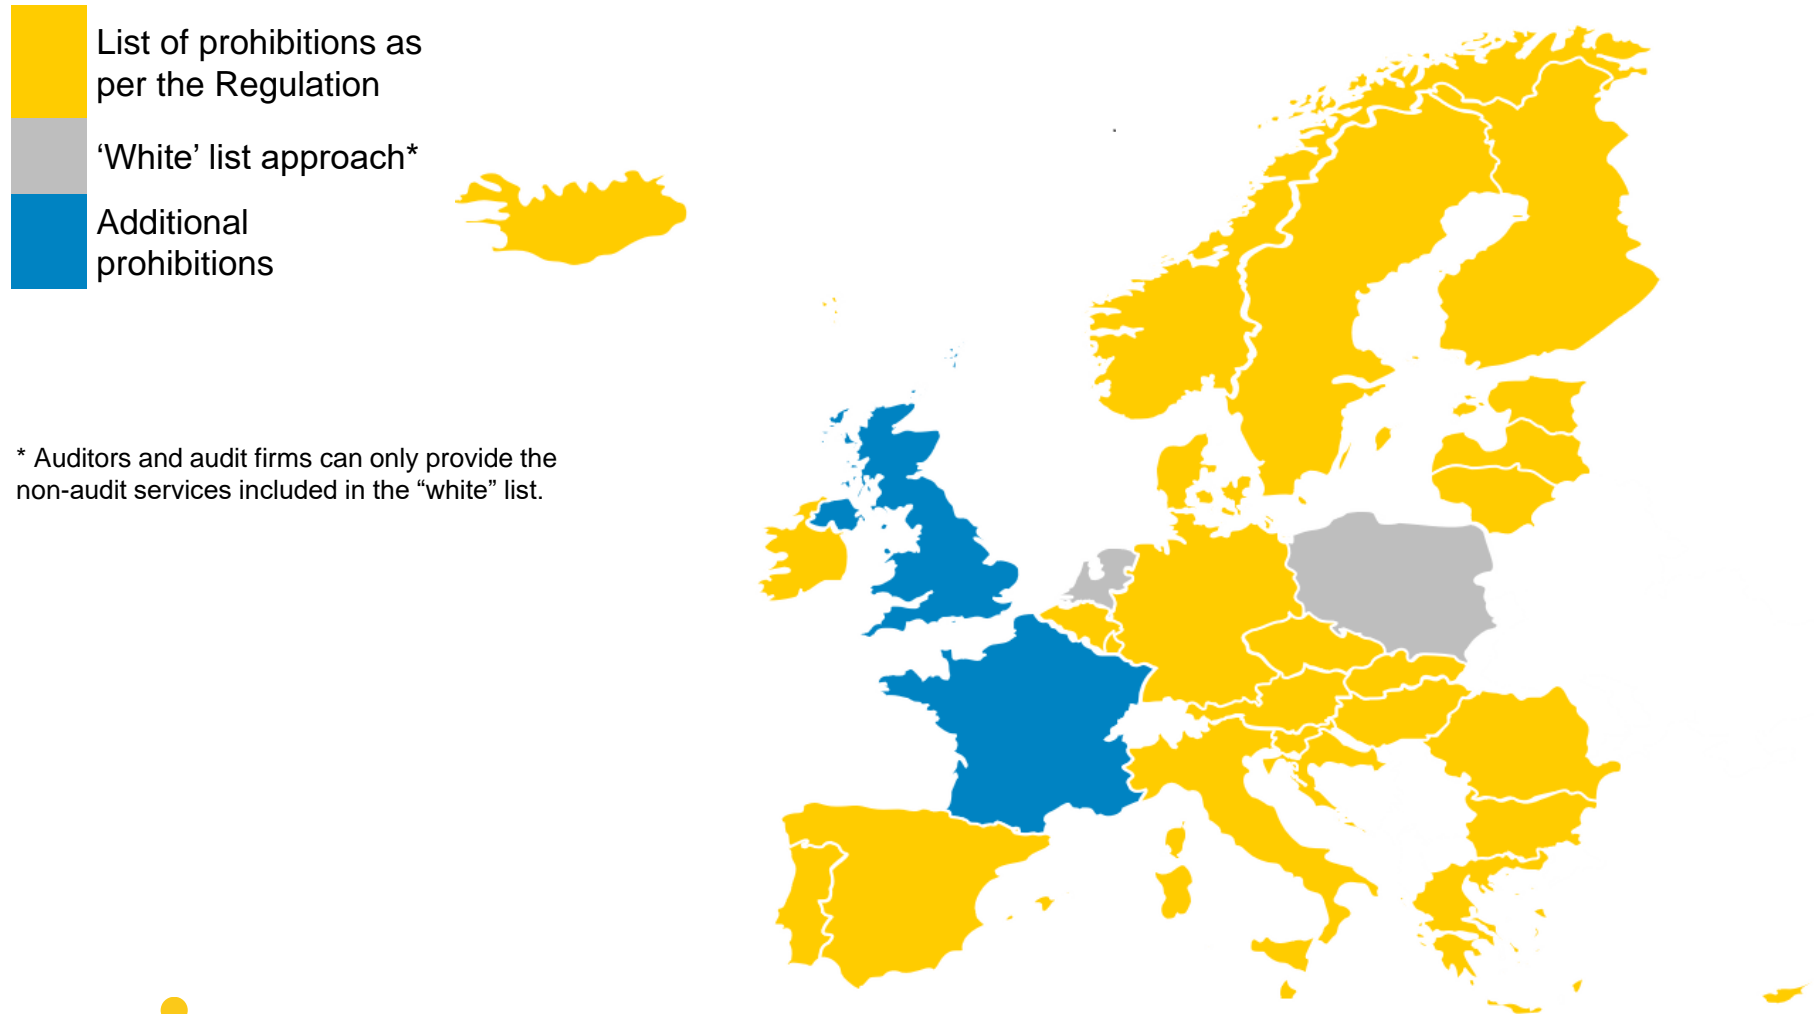 List of prohibitions as
per the Regulation
‘White’ list approach*
Additional
prohibitions
* Auditors and audit firms can only provide the
non-audit services included in the “white” list.